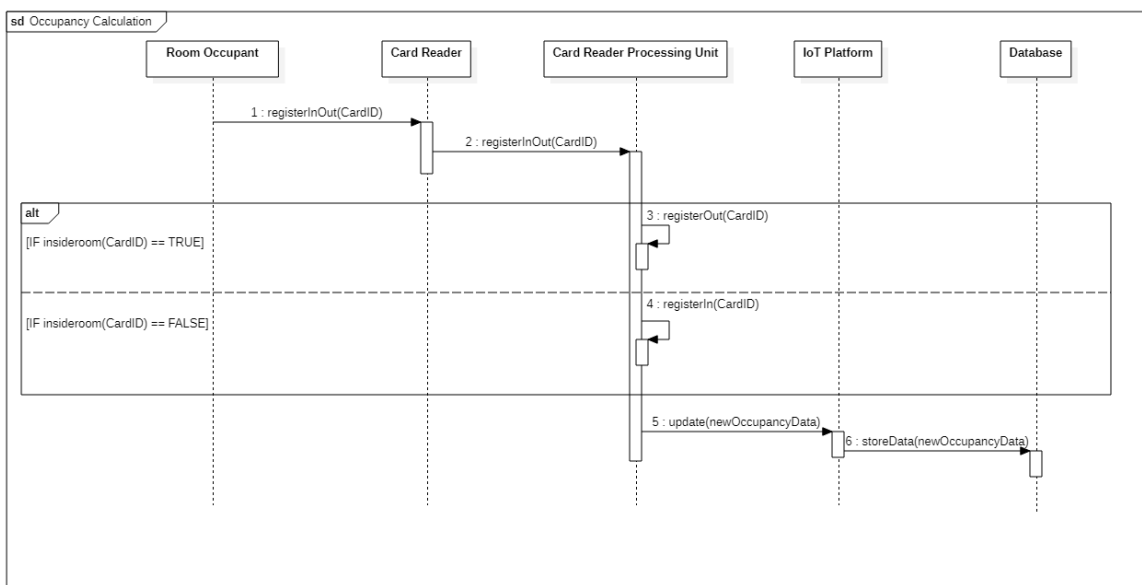 sd Occupancy Calculation
Room Occupant
Card Reader
Card Reader Processing Unit
IoT Platform
Database
1 : registerInOut(CardID)
2 : registerInOut(CardID)
alt
3 : registerOut(CardID)
[IF insideroom(CardID) == TRUE]
4 : registerIn(CardID)
[IF insideroom(CardID) == FALSE]
5 : update(newOccupancyData)
6 : storeData(newOccupancyData)